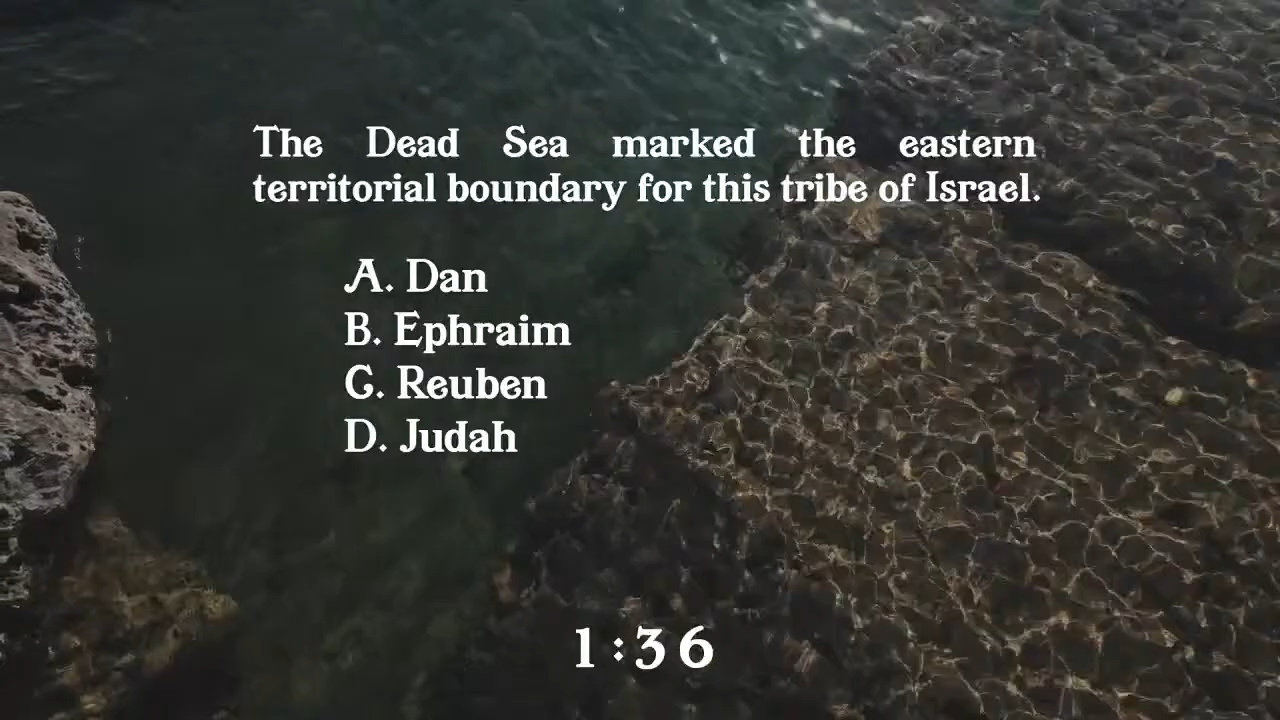 The Dead Sea marked the eastern
territorial boundary for this tribe of Israel.
A. Dan
B. Ephraim
C. Reuben
D. Judah
1:36